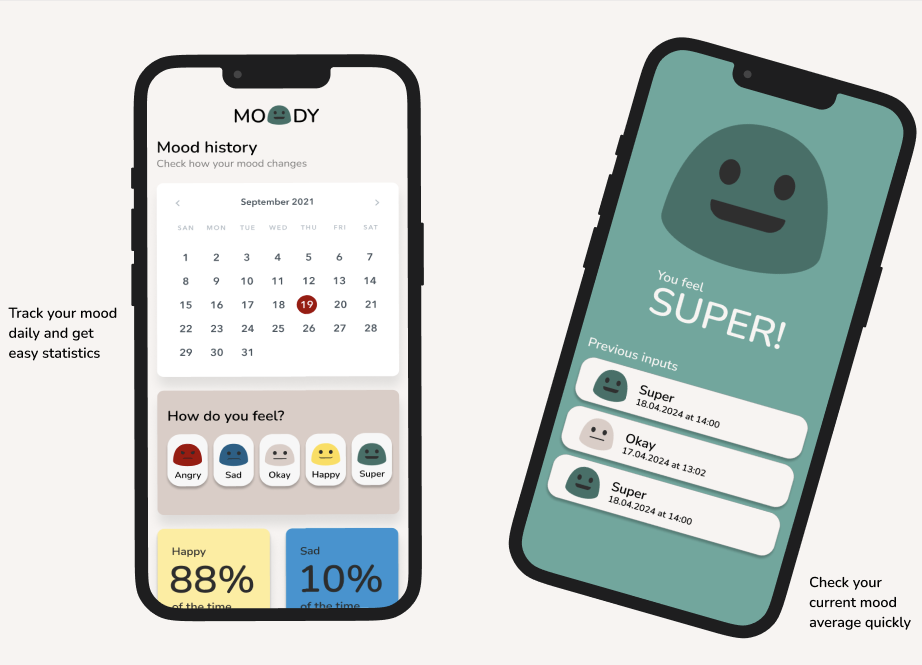 Track your mood
daily and get
easy statistics
MOODY
Mood history
Check how your mood changes
‹ September 2021 ›
SAN MON TUE WED THU FRI SAT
1 2 3 4 5 6 7
8 9 10 11 12 13 14
15 16 17 18 19 20 21
22 23 24 25 26 27 28
29 30 31
How do you feel?
Angry Sad Okay Happy Super
Happy Sad
88% 10%
of the time of the time
You feel
SUPER!
Previous inputs
Super
18.04.2024 at 14:00
Okay
17.04.2024 at 13:02
Super
18.04.2024 at 14:00
Check your
current mood
average quickly